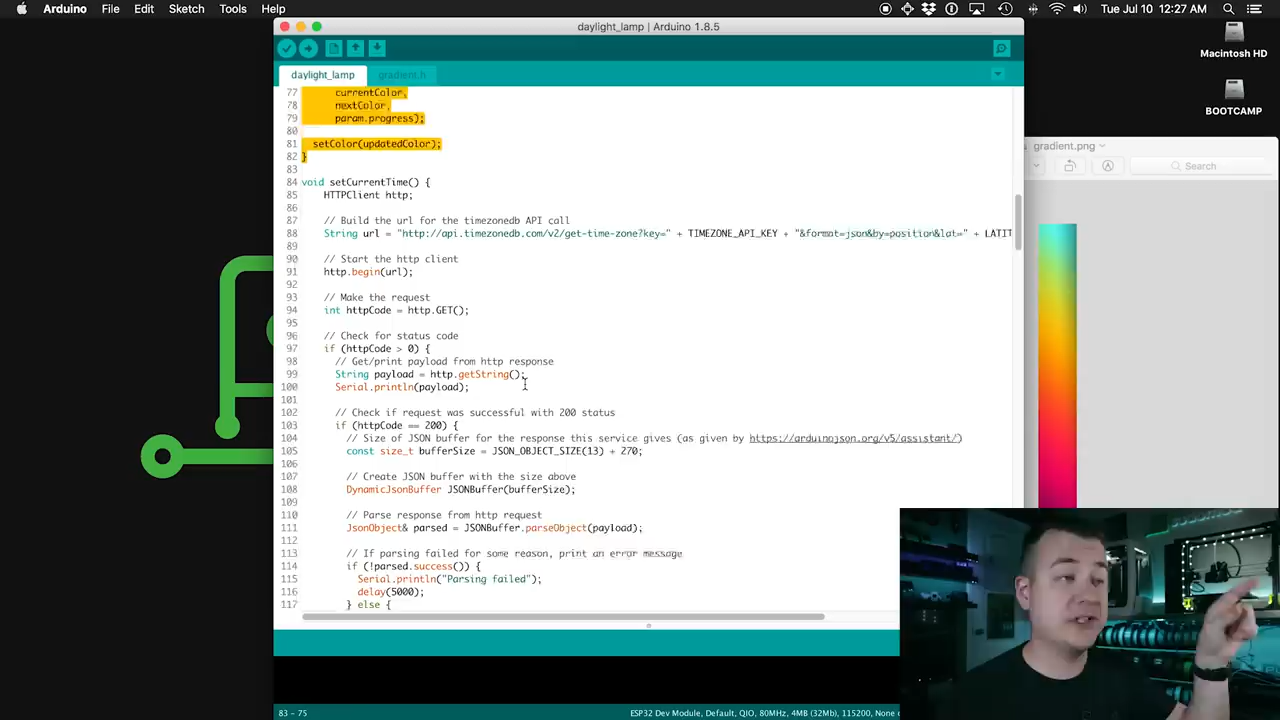 Arduino File Edit Sketch Tools Help
Tue Jul 10 12:27 AM
daylight_lamp | Arduino 1.8.5
Macintosh HD
daylight_lamp gradient.h
BOOTCAMP
77 currentColor,
78 nextColor,
79 param.progress);
80
81 setColor(updatedColor);
82 }
83
84 void setCurrentTime() {
85 HTTPClient http;
86
87 // Build the url for the timezonedb API call
88 String url = "http://api.timezonedb.com/v2/get-time-zone?key=" + TIMEZONE_API_KEY + "&format=json&by=position&lat=" + LATIT
89
90 // Start the http client
91 http.begin(url);
92
93 // Make the request
94 int httpCode = http.GET();
95
96 // Check for status code
97 if (httpCode > 0) {
98 // Get/print payload from http response
99 String payload = http.getString();
100 Serial.println(payload);
101
102 // Check if request was successful with 200 status
103 if (httpCode == 200) {
104 // Size of JSON buffer for the response this service gives (as given by https://arduinojson.org/v5/assistant/)
105 const size_t bufferSize = JSON_OBJECT_SIZE(13) + 270;
106
107 // Create JSON buffer with the size above
108 DynamicJsonBuffer JSONBuffer(bufferSize);
109
110 // Parse response from http request
111 JsonObject& parsed = JSONBuffer.parseObject(payload);
112
113 // If parsing failed for some reason, print an error message
114 if (!parsed.success()) {
115 Serial.println("Parsing failed");
116 delay(5000);
117 } else {
gradient.png
Search
83 - 75
ESP32 Dev Module, Default, QIO, 80MHz, 4MB (32Mb), 115200, None o